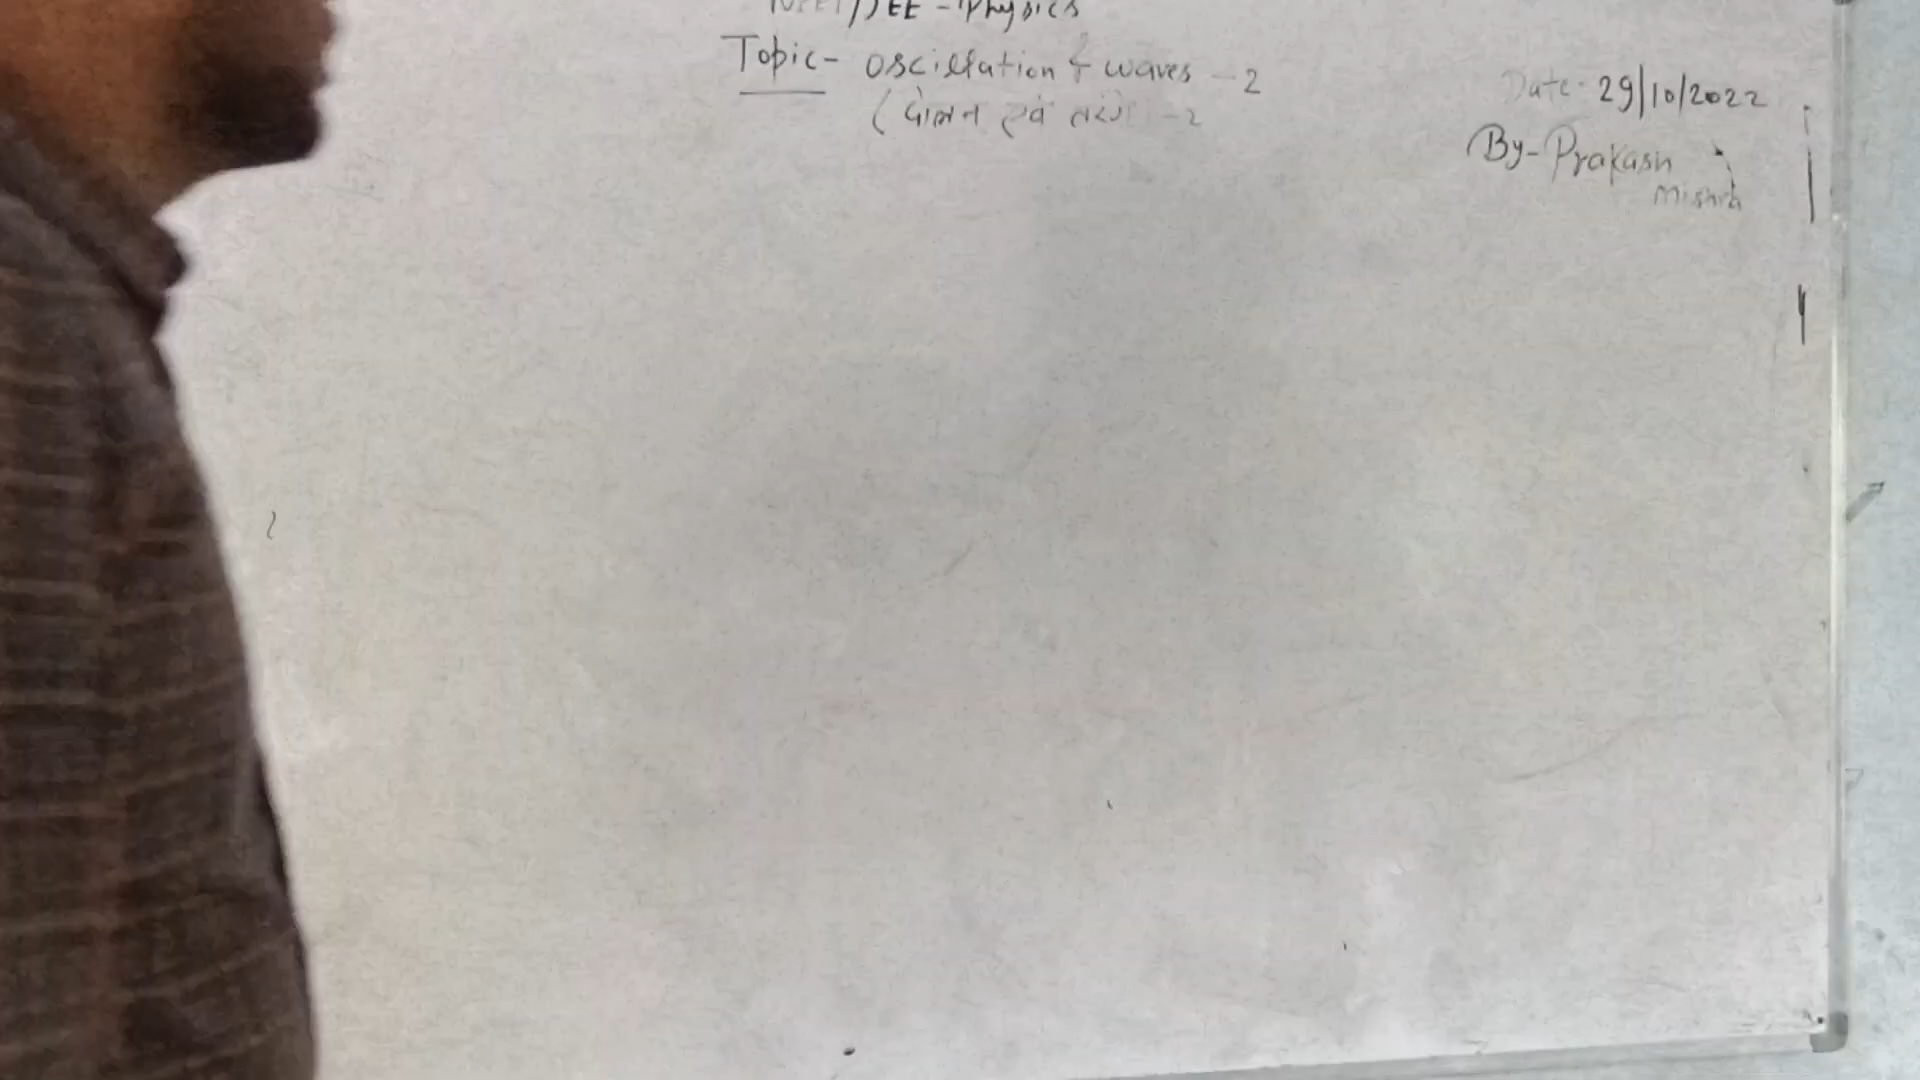 NEET/JEE - Physics
Topic- Oscillation & waves - 2
(दोलन एवं तरंग - 2
Date- 29/10/2022
By- Prakash
Mishra